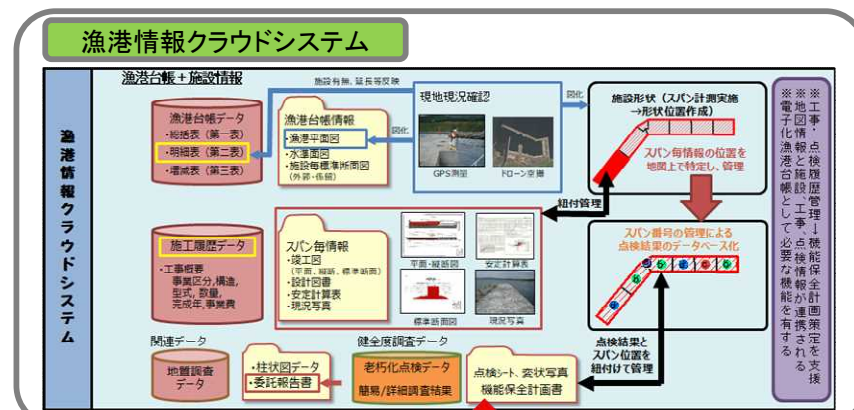 漁港情報クラウドシステム
漁港情報クラウドシステム
漁港台帳+施設情報
施設有無、延長等反映
漁港台帳データ
・総括表(第一表)
・明細表(第二表)
・増減表(第三表)
漁港台帳情報
・漁港平面図
・水準面図
・施設毎標準断面図
(外郭・係留)
図化
現地現況確認
GPS測量
ドローン空撮
図化
施設形状(スパン計測実施
→形状位置作成)
スパン毎情報の位置を
地図上で特定し、管理
紐付管理
施工履歴データ
・工事概要
事業区分,構造,
型式,数量,
完成年,事業費
スパン毎情報
・竣工図
(平面、縦断、標準断面)
・設計図書
・安定計算表
・現況写真
平面・縦断図
安定計算表
標準断面図
現況写真
スパン番号の管理による
点検結果のデータベース化
点検結果と
スパン位置を
紐付けて管理
関連データ
地質調査
データ
・柱状図データ
・委託報告書
健全度調査データ
老朽化点検データ
簡易/詳細調査結果
点検シート、変状写真
機能保全計画書
※工事・点検履歴管理→機能保全計画策定を支援
※地図情報と施設、工事、点検情報が連携される
※電子化漁港台帳として必要な機能を有する